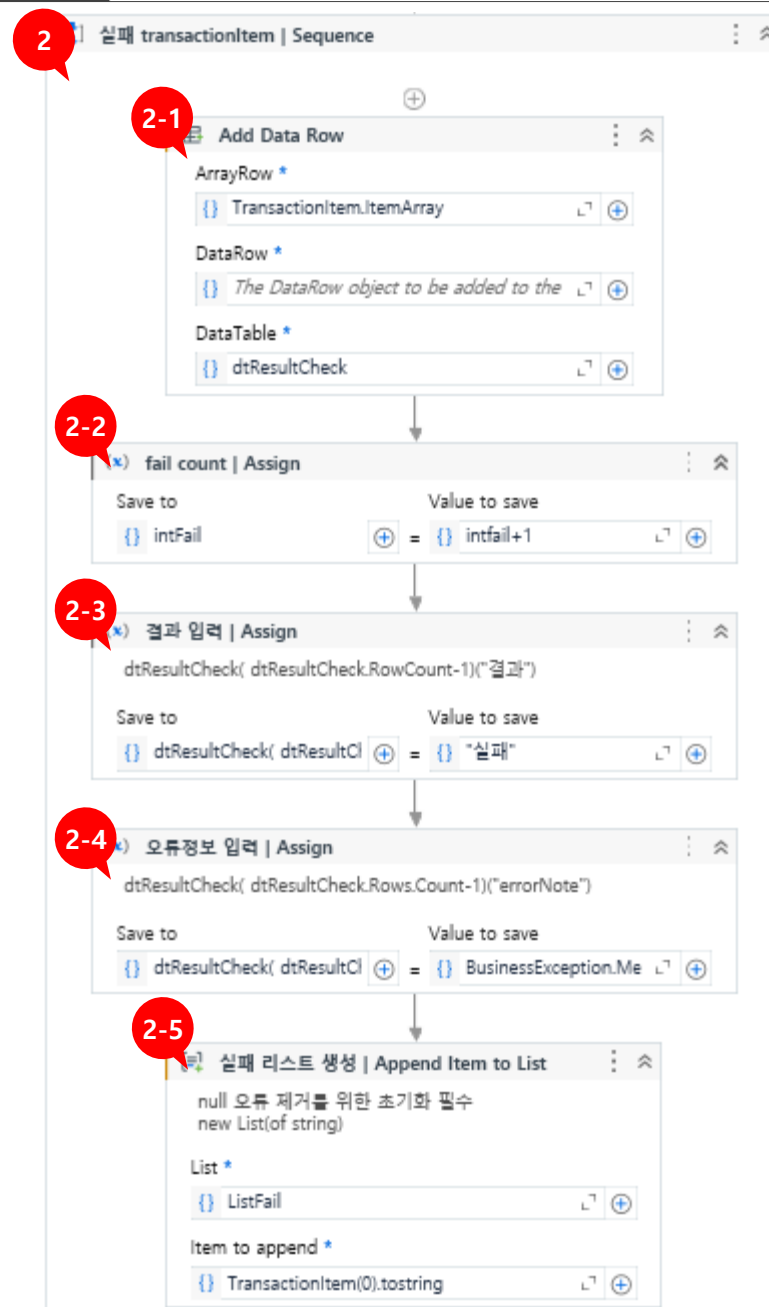 2
실패 transactionItem | Sequence
2-1
Add Data Row
ArrayRow *
{} TransactionItem.ItemArray
DataRow *
{} The DataRow object to be added to the
DataTable *
{} dtResultCheck
2-2
(x) fail count | Assign
Save to Value to save
{} intFail = {} intfail+1
2-3
(x) 결과 입력 | Assign
dtResultCheck( dtResultCheck.RowCount-1)("결과")
Save to Value to save
{} dtResultCheck( dtResultCl = {} "실패"
2-4
(x) 오류정보 입력 | Assign
dtResultCheck( dtResultCheck.Rows.Count-1)("errorNote")
Save to Value to save
{} dtResultCheck( dtResultCl = {} BusinessException.Me
2-5
실패 리스트 생성 | Append Item to List
null 오류 제거를 위한 초기화 필수
new List(of string)
List *
{} ListFail
Item to append *
{} TransactionItem(0).tostring